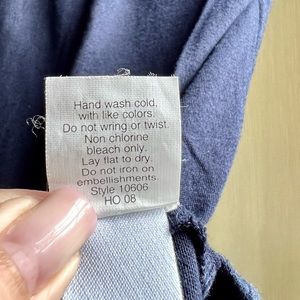 Hand wash cold,
with like colors.
Do not wring or twist.
Non chlorine
bleach only.
Lay flat to dry.
Do not iron on
embellishments.
Style 10606
HO 08